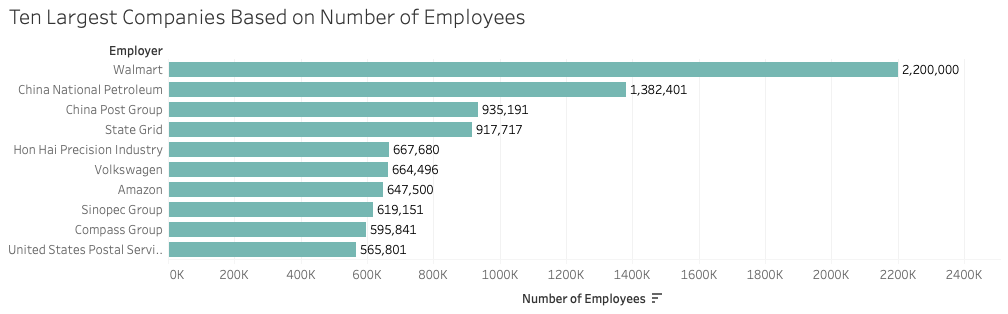 Ten Largest Companies Based on Number of Employees
Employer
Walmart 2,200,000
China National Petroleum 1,382,401
China Post Group 935,191
State Grid 917,717
Hon Hai Precision Industry 667,680
Volkswagen 664,496
Amazon 647,500
Sinopec Group 619,151
Compass Group 595,841
United States Postal Servi.. 565,801
0K 200K 400K 600K 800K 1000K 1200K 1400K 1600K 1800K 2000K 2200K 2400K
Number of Employees